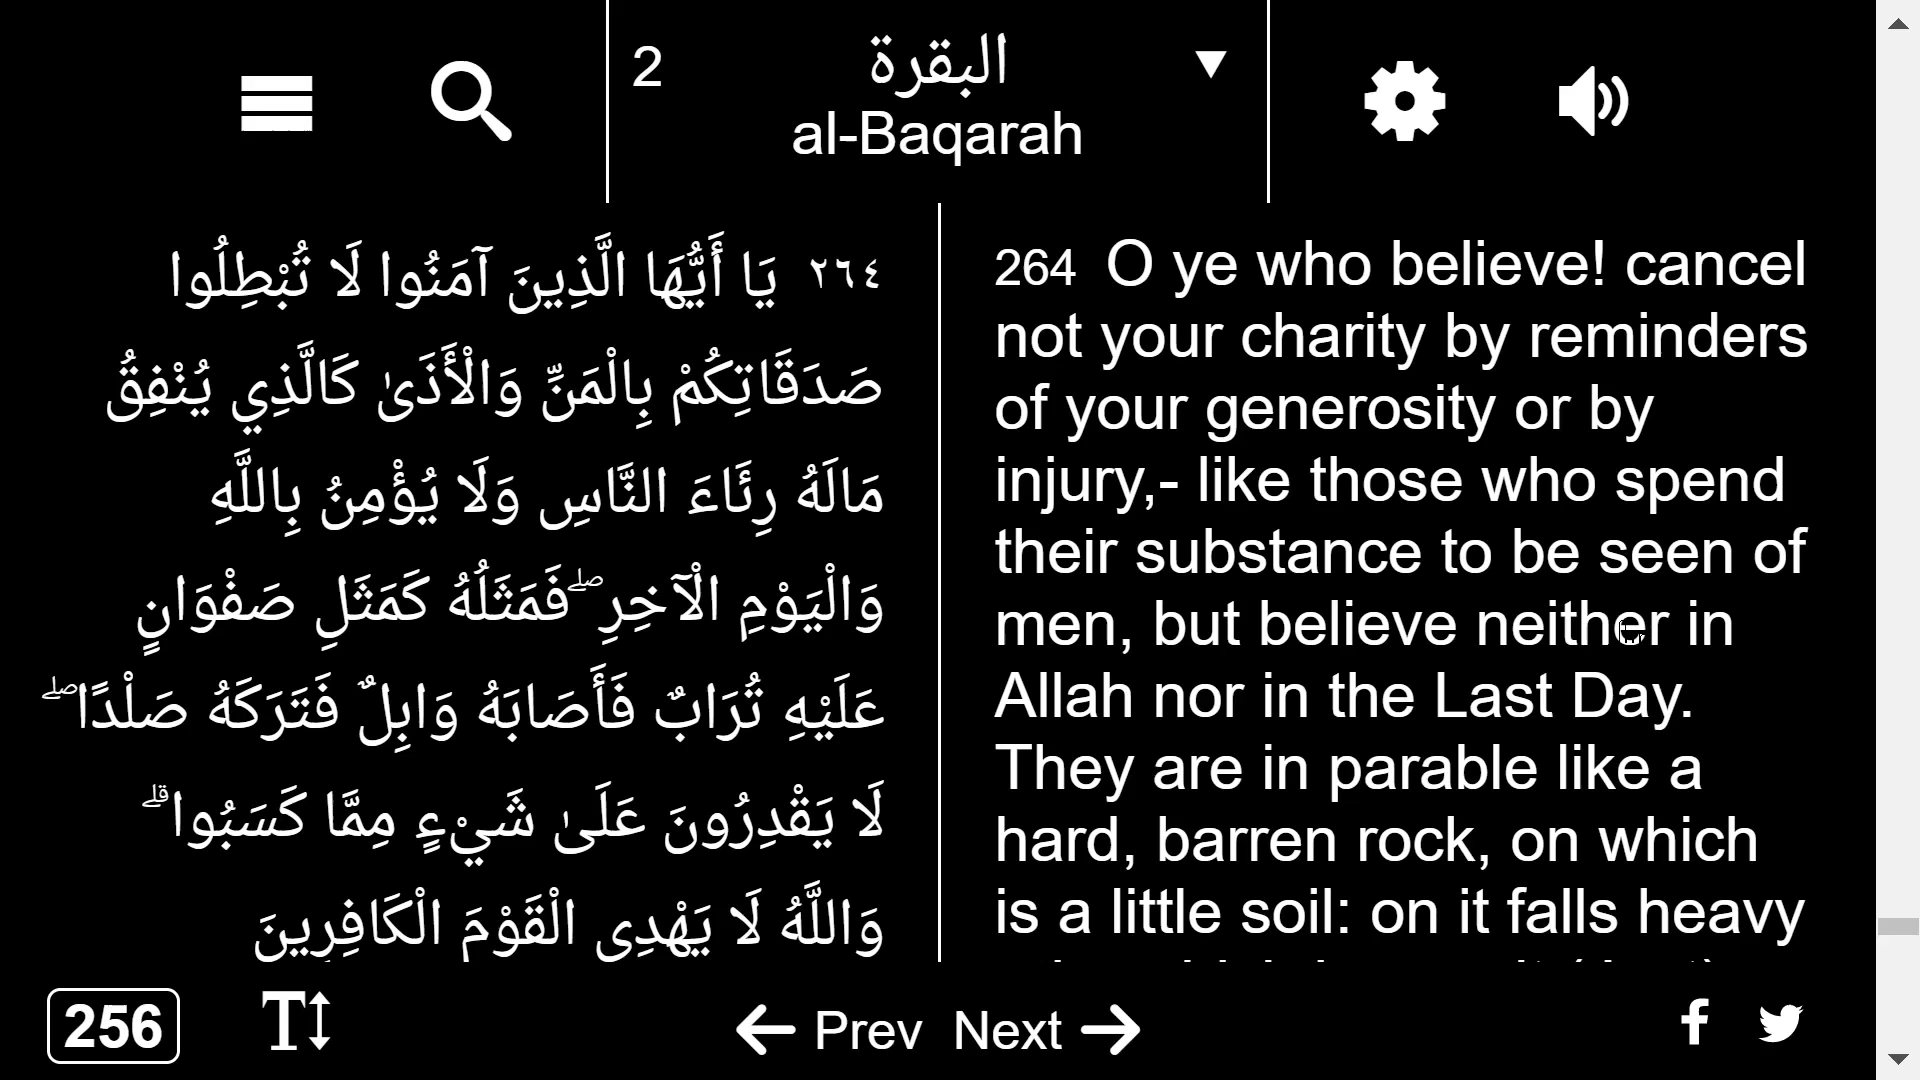 2
البقرة
al-Baqarah
٢٦٤ يَا أَيُّهَا الَّذِينَ آمَنُوا لَا تُبْطِلُوا
صَدَقَاتِكُمْ بِالْمَنِّ وَالْأَذَىٰ كَالَّذِي يُنْفِقُ
مَالَهُ رِئَاءَ النَّاسِ وَلَا يُؤْمِنُ بِاللَّهِ
وَالْيَوْمِ الْآخِرِ ۖ فَمَثَلُهُ كَمَثَلِ صَفْوَانٍ
عَلَيْهِ تُرَابٌ فَأَصَابَهُ وَابِلٌ فَتَرَكَهُ صَلْدًا ۖ
لَا يَقْدِرُونَ عَلَىٰ شَيْءٍ مِمَّا كَسَبُوا ۗ
وَاللَّهُ لَا يَهْدِي الْقَوْمَ الْكَافِرِينَ
264 O ye who believe! cancel
not your charity by reminders
of your generosity or by
injury,- like those who spend
their substance to be seen of
men, but believe neither in
Allah nor in the Last Day.
They are in parable like a
hard, barren rock, on which
is a little soil: on it falls heavy
256
T
Prev Next